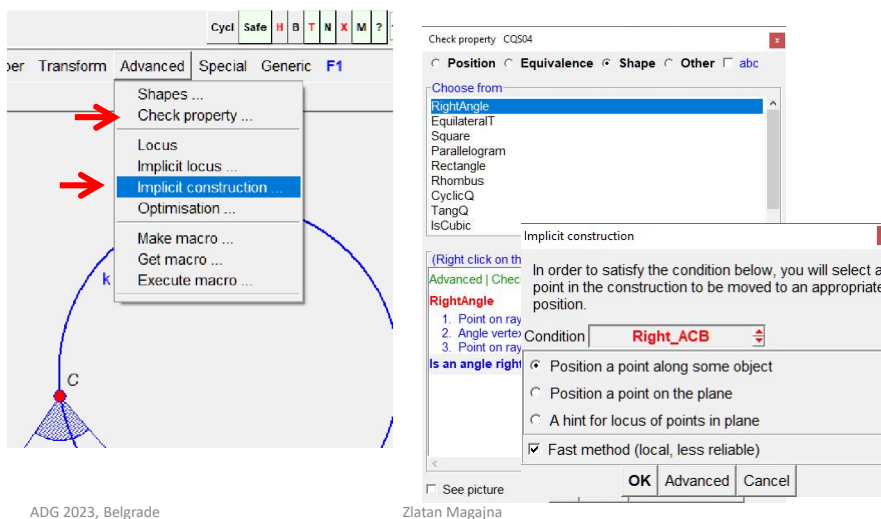 Cycl Safe H B T N X M ?
Transform Advanced Special Generic F1
Shapes ...
Check property ...
Locus
Implicit locus ...
Implicit construction ...
Optimisation ...
Make macro ...
Get macro ...
Execute macro ...
k
C
Check property CQS04 x
Position Equivalence Shape Other abc
Choose from
RightAngle
EquilateralT
Square
Parallelogram
Rectangle
Rhombus
CyclicQ
TangQ
IsCubic
(Right click on th
Advanced | Chec
RightAngle
1. Point on ray
2. Angle verte
3. Point on ray
Is an angle right
See picture
Implicit construction
In order to satisfy the condition below, you will select a
point in the construction to be moved to an appropriate
position.
Condition Right_ACB
Position a point along some object
Position a point on the plane
A hint for locus of points in plane
Fast method (local, less reliable)
OK Advanced Cancel
ADG 2023, Belgrade
Zlatan Magajna